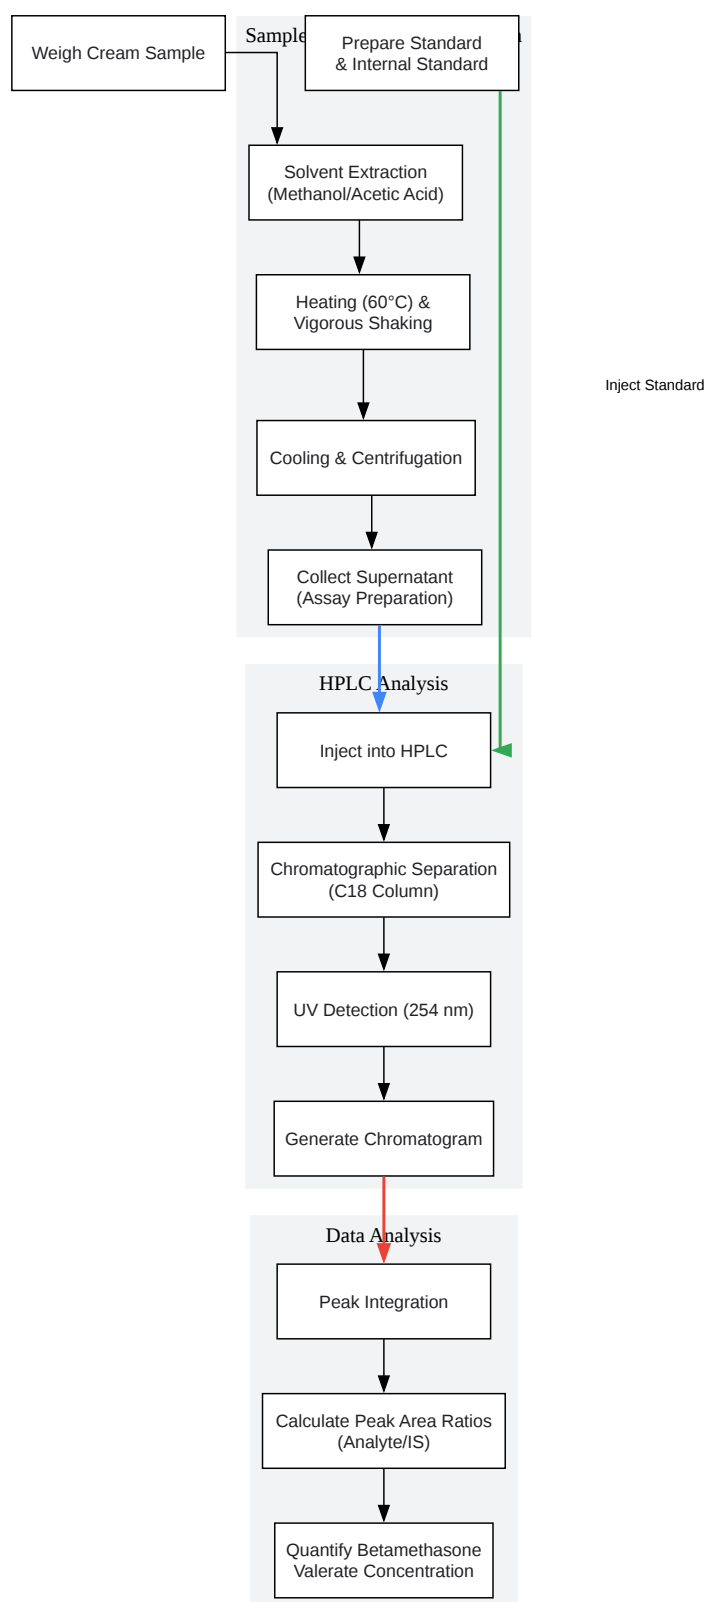 Weigh Cream Sample
Sample
Prepare Standard
& Internal Standard
Solvent Extraction
(Methanol/Acetic Acid)
Heating (60°C) &
Vigorous Shaking
Inject Standard
Cooling & Centrifugation
Collect Supernatant
(Assay Preparation)
HPLC Analysis
Inject into HPLC
Chromatographic Separation
(C18 Column)
UV Detection (254 nm)
Generate Chromatogram
Data Analysis
Peak Integration
Calculate Peak Area Ratios
(Analyte/IS)
Quantify Betamethasone
Valerate Concentration